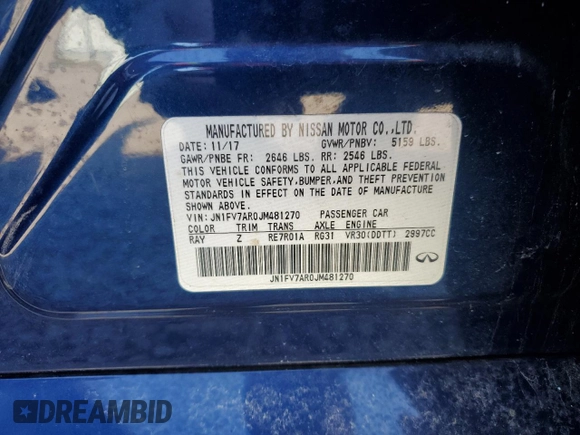 MANUFACTURED BY NISSAN MOTOR CO.,LTD.
DATE: 11/17 GVWR/PNBV: 5159 LBS.
GAWR/PNBE FR: 2646 LBS. RR: 2546 LBS.
THIS VEHICLE CONFORMS TO ALL APPLICABLE FEDERAL
MOTOR VEHICLE SAFETY,BUMPER,AND THEFT PREVENTION
STANDARDS IN EFFECT ON THE DATE OF MANUFACTURE
SHOWN ABOVE.
VIN: JN1FV7AR0JM481270 PASSENGER CAR
COLOR TRIM TRANS AXLE ENGINE
RAY Z RE7R01A RG31 VR30(DDTT) 2997CC
JN1FV7AR0JM481270
DREAMBID